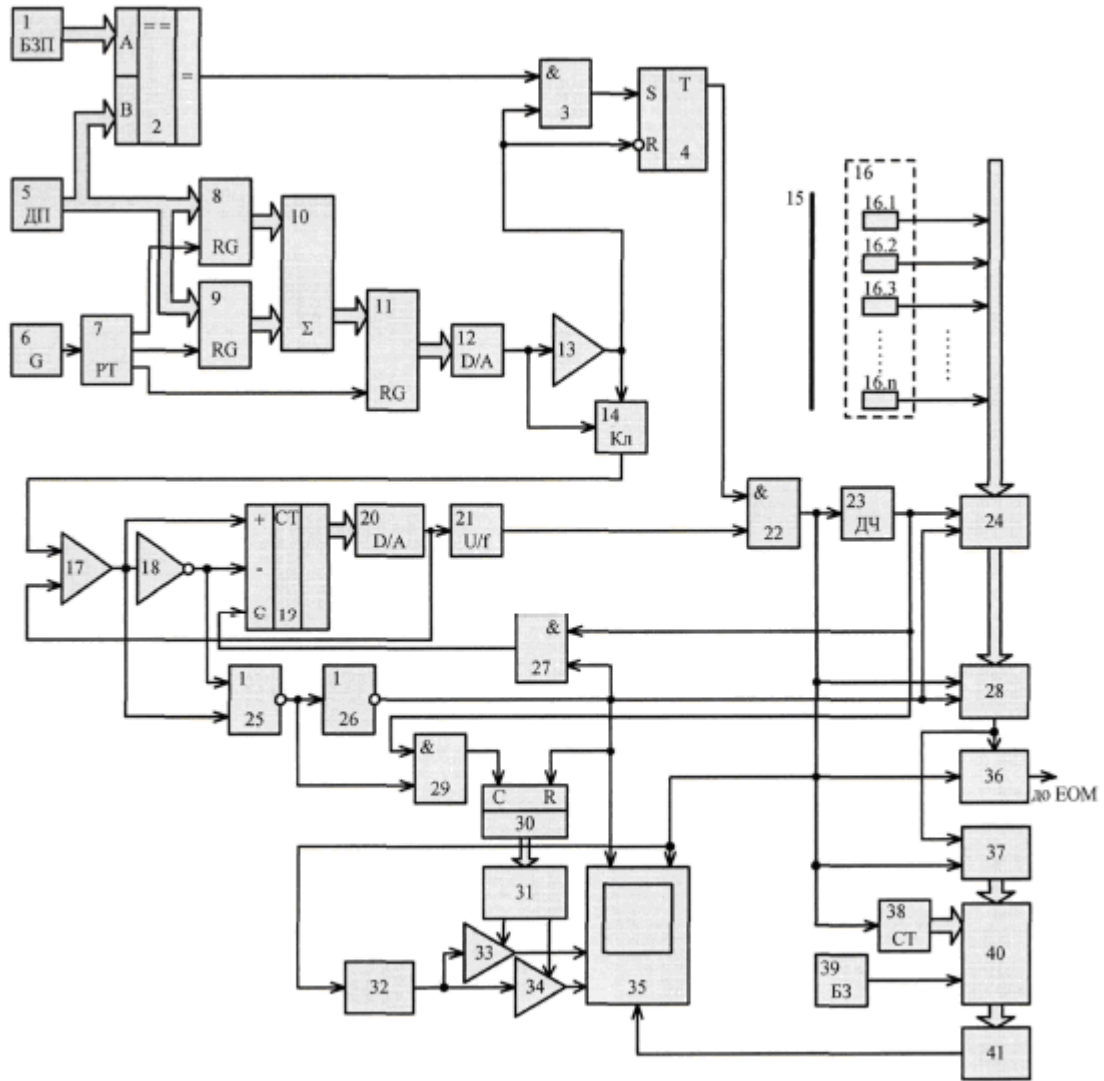 1
БЗП
A
==
=
B
2
&
3
S
T
R
4
5
ДП
8
RG
10
Σ
9
RG
6
G
7
РТ
11
RG
12
D/A
13
14
Кл
15
16
16.1
16.2
16.3
16.n
17
18
+
CT
-
C
19
20
D/A
21
U/f
&
22
23
ДЧ
24
&
27
1
25
1
26
28
&
29
C
R
30
36
до ЕОМ
31
37
33
38
СТ
40
32
34
35
39
БЗ
41